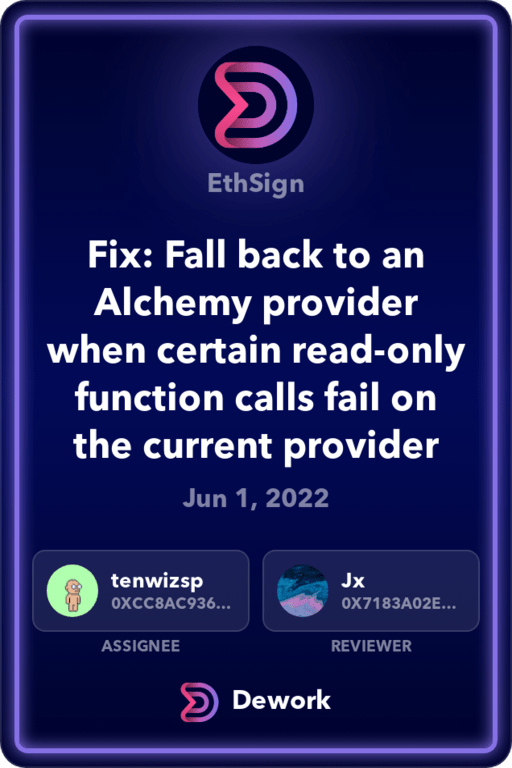 EthSign
Fix: Fall back to an
Alchemy provider
when certain read-only
function calls fail on
the current provider
Jun 1, 2022
tenwizsp
0XCC8AC936...
Jx
0X7183A02E...
ASSIGNEE
REVIEWER
Dework